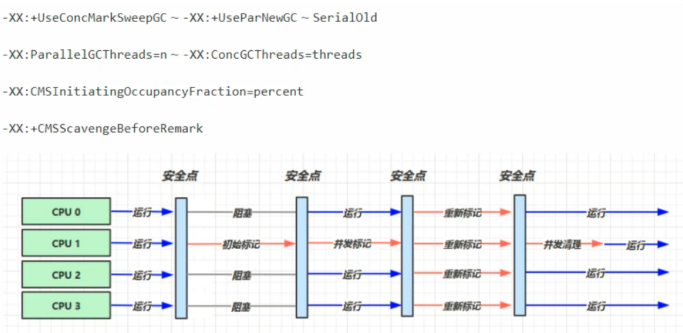 -XX:+UseConcMarkSweepGC ~ -XX:+UseParNewGC ~ SerialOld
-XX:ParallelGCThreads=n ~ -XX:ConcGCThreads=threads
-XX:CMSInitiatingOccupancyFraction=percent
-XX:+CMSScavengeBeforeRemark
安全点 安全点 安全点 安全点
CPU 0 运行 阻塞 运行 重新标记 运行
CPU 1 运行 初始标记 并发标记 重新标记 并发清理 运行
CPU 2 运行 阻塞 运行 重新标记 运行
CPU 3 运行 阻塞 运行 重新标记 运行